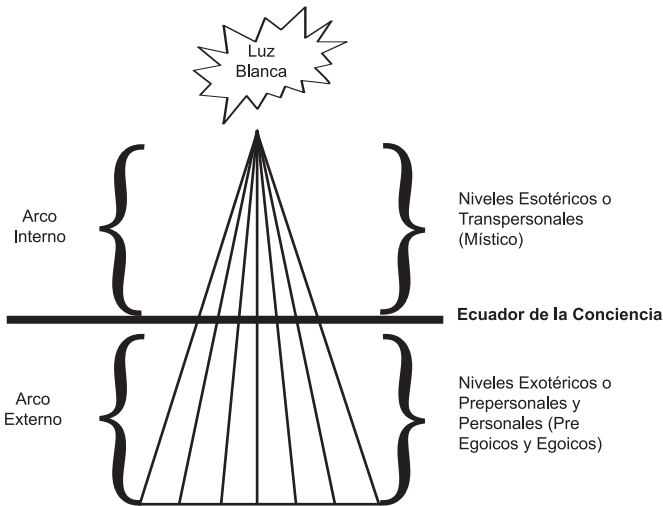 Luz
Blanca
Arco
Interno
Niveles Esotéricos o
Transpersonales
(Místico)
Ecuador de la Conciencia
Arco
Externo
Niveles Exotéricos o
Prepersonales y
Personales (Pre
Egoicos y Egoicos)